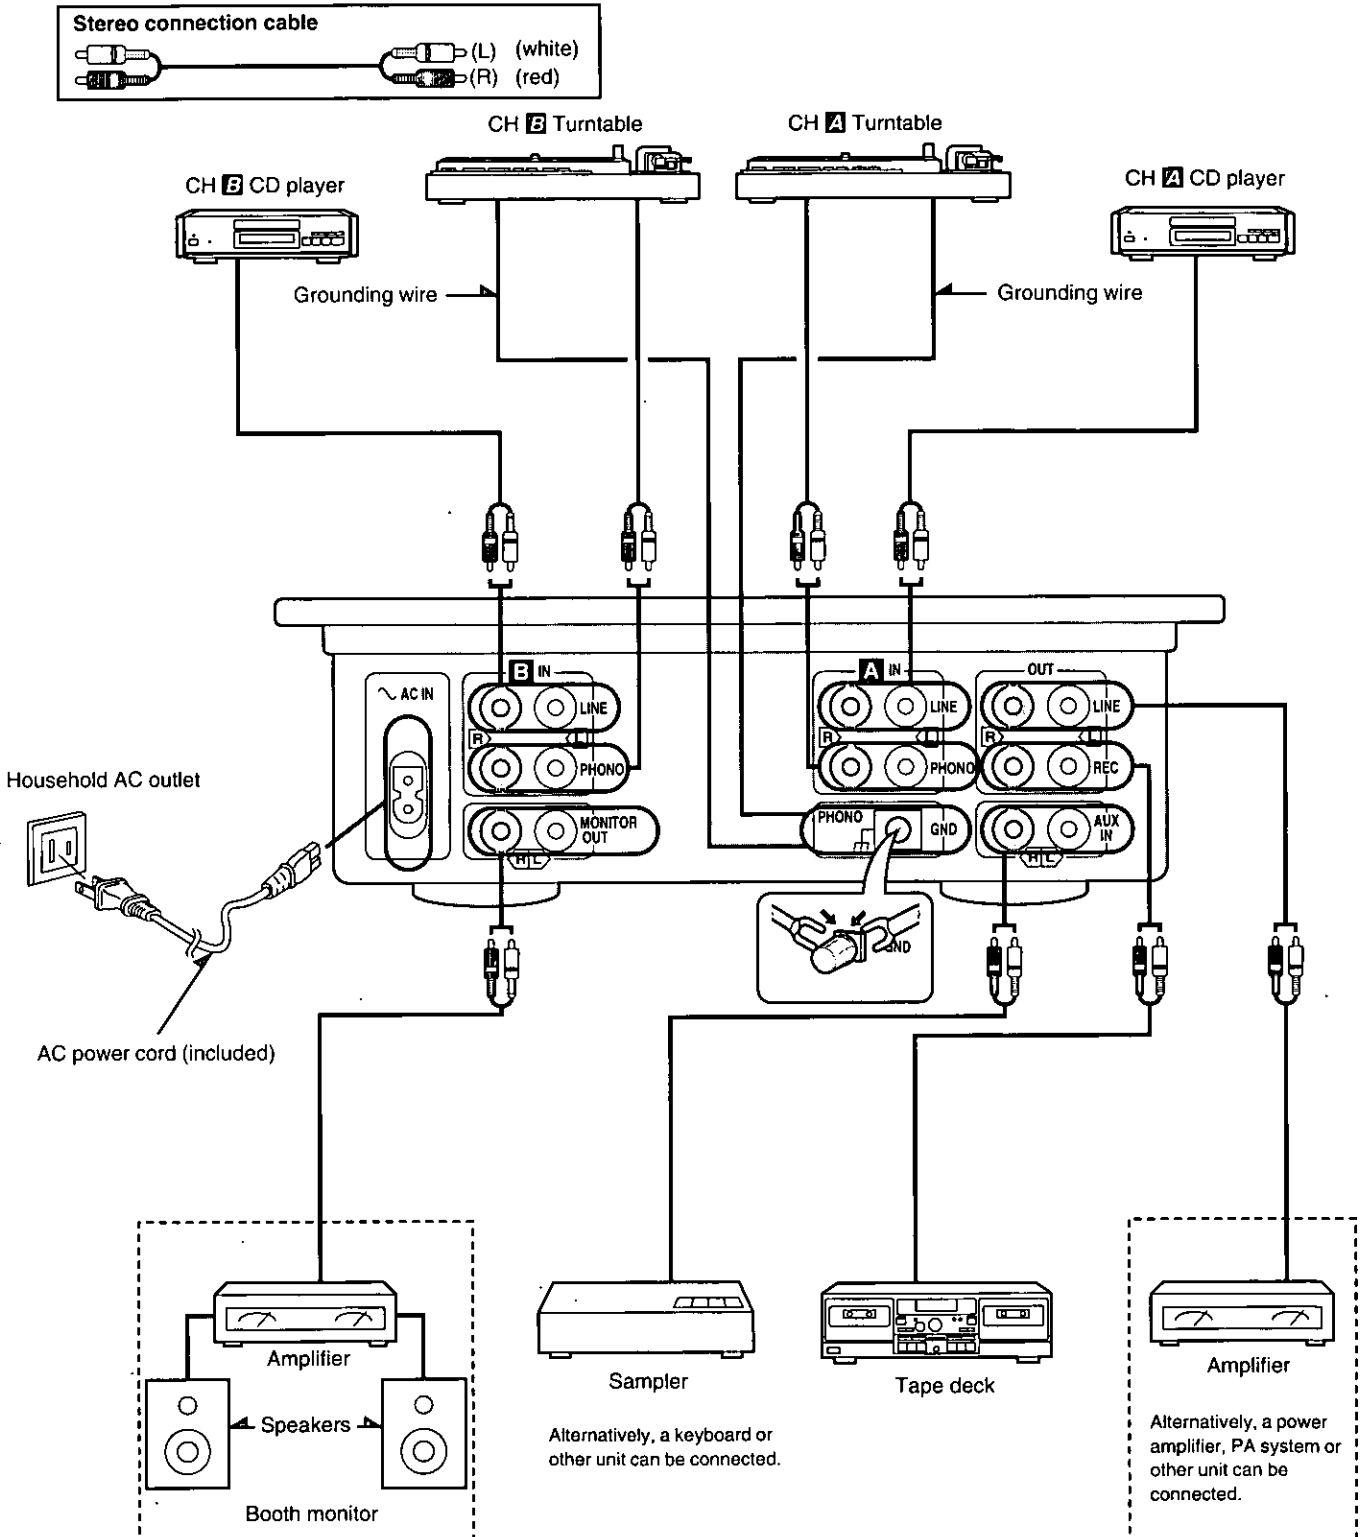 Stereo connection cable
(L) (white)
(R) (red)
CH B Turntable
CH A Turntable
CH B CD player
CH A CD player
Grounding wire
Grounding wire
B IN
A IN
OUT
AC IN
LINE
LINE
LINE
R L
R L
R L
PHONO
PHONO
REC
Household AC outlet
MONITOR
OUT
PHONO
GND
AUX
IN
H L
H L
GND
AC power cord (included)
Amplifier
Speakers
Booth monitor
Sampler
Alternatively, a keyboard or
other unit can be connected.
Tape deck
Amplifier
Alternatively, a power
amplifier, PA system or
other unit can be
connected.